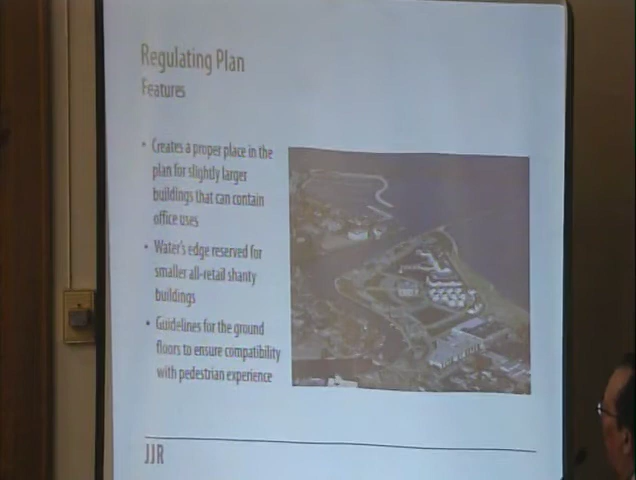 Regulating Plan
Features
• Creates a proper place in the
plan for slightly larger
buildings that can contain
office uses
• Water's edge reserved for
smaller all-retail shanty
buildings
• Guidelines for the ground
floors to ensure compatibility
with pedestrian experience
JJR